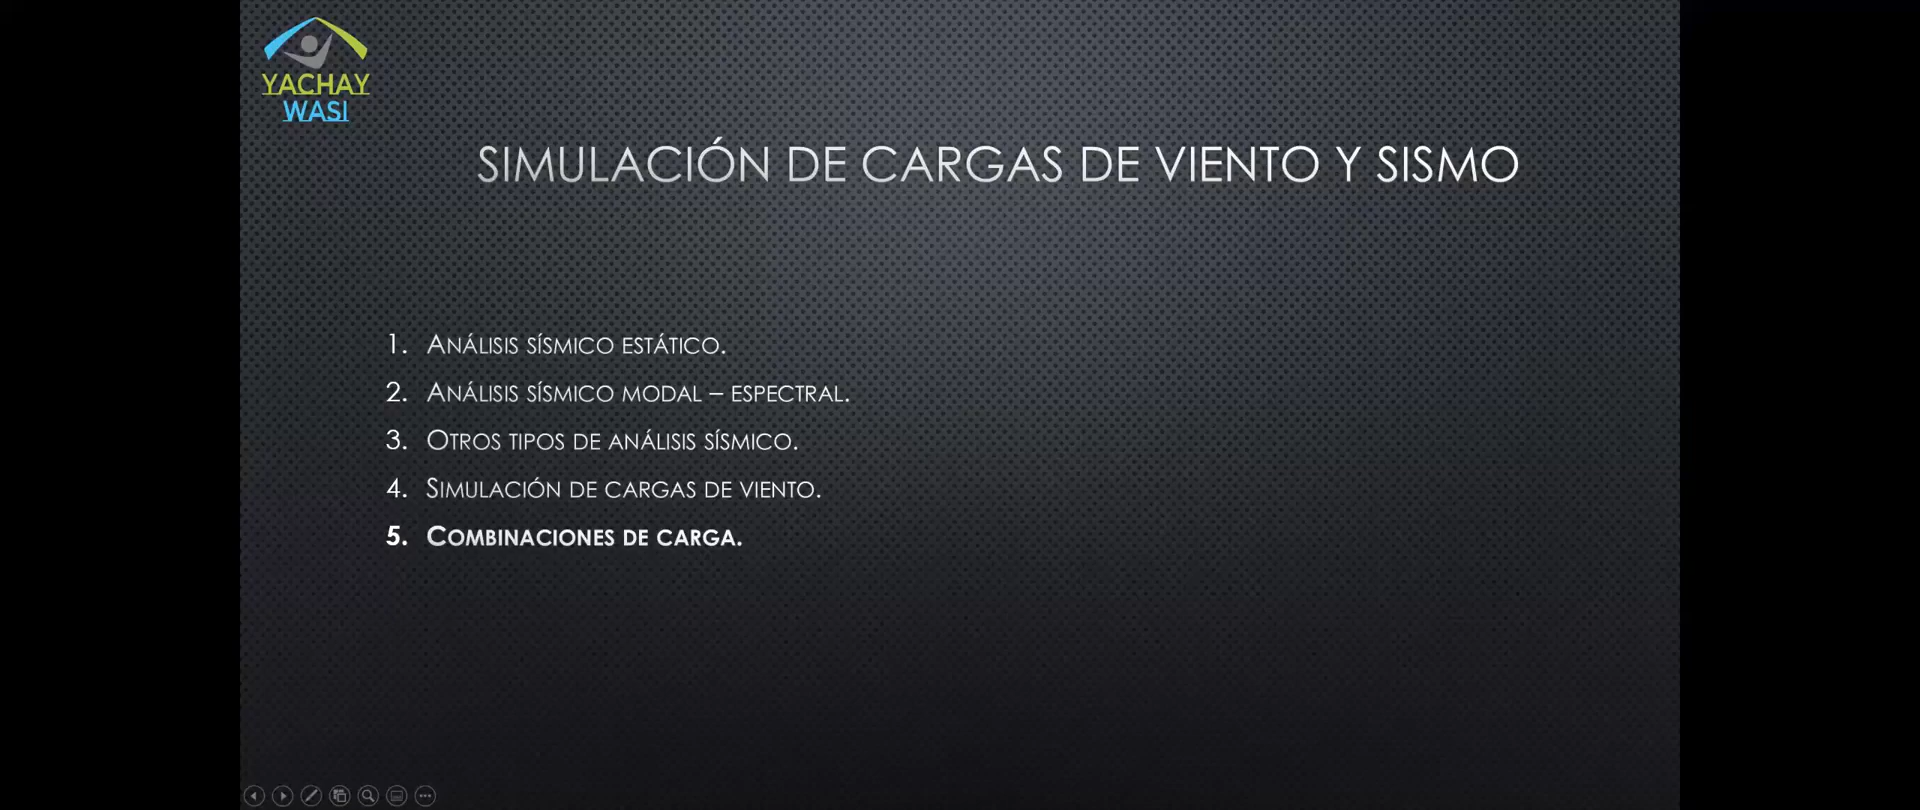 YACHAY
WASI
SIMULACIÓN DE CARGAS DE VIENTO Y SISMO
1. ANÁLISIS SÍSMICO ESTÁTICO.
2. ANÁLISIS SÍSMICO MODAL – ESPECTRAL.
3. OTROS TIPOS DE ANÁLISIS SÍSMICO.
4. SIMULACIÓN DE CARGAS DE VIENTO.
5. COMBINACIONES DE CARGA.